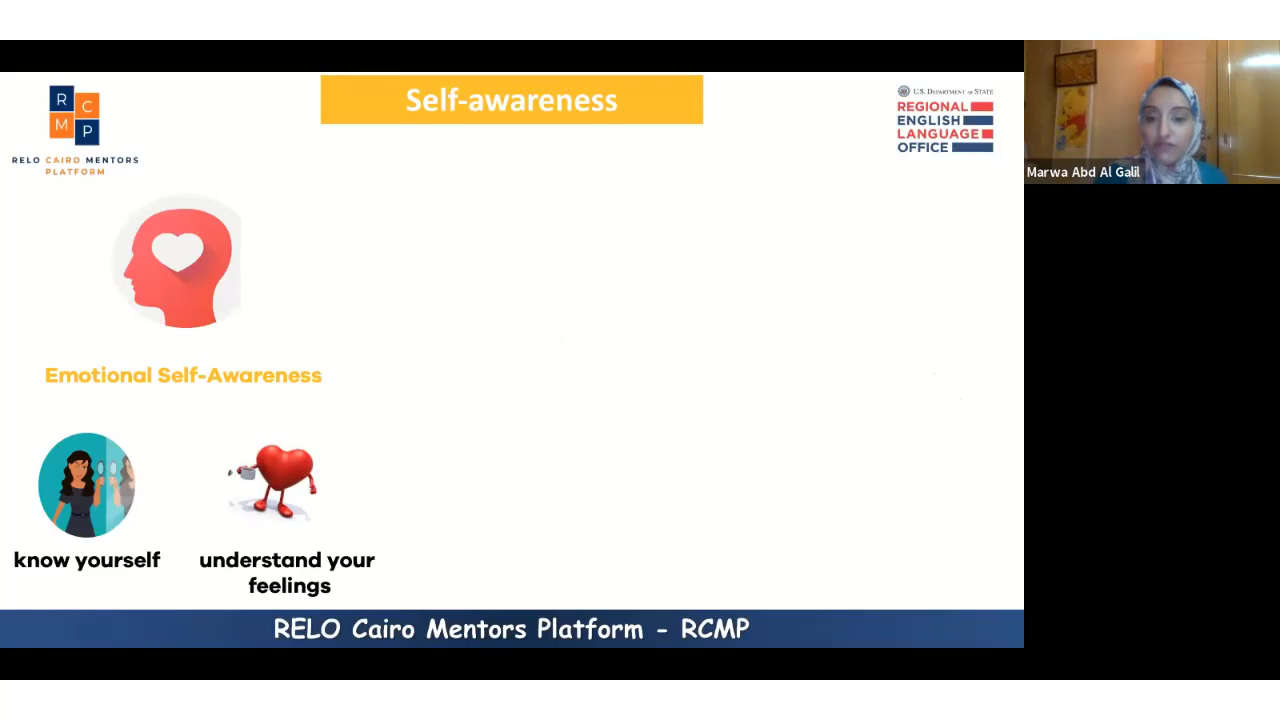 Self-awareness
R C
M P
RELO CAIRO MENTORS
PLATFORM
U.S. DEPARTMENT OF STATE
REGIONAL
ENGLISH
LANGUAGE
OFFICE
Marwa Abd Al Galil
Emotional Self-Awareness
know yourself
understand your
feelings
RELO Cairo Mentors Platform - RCMP